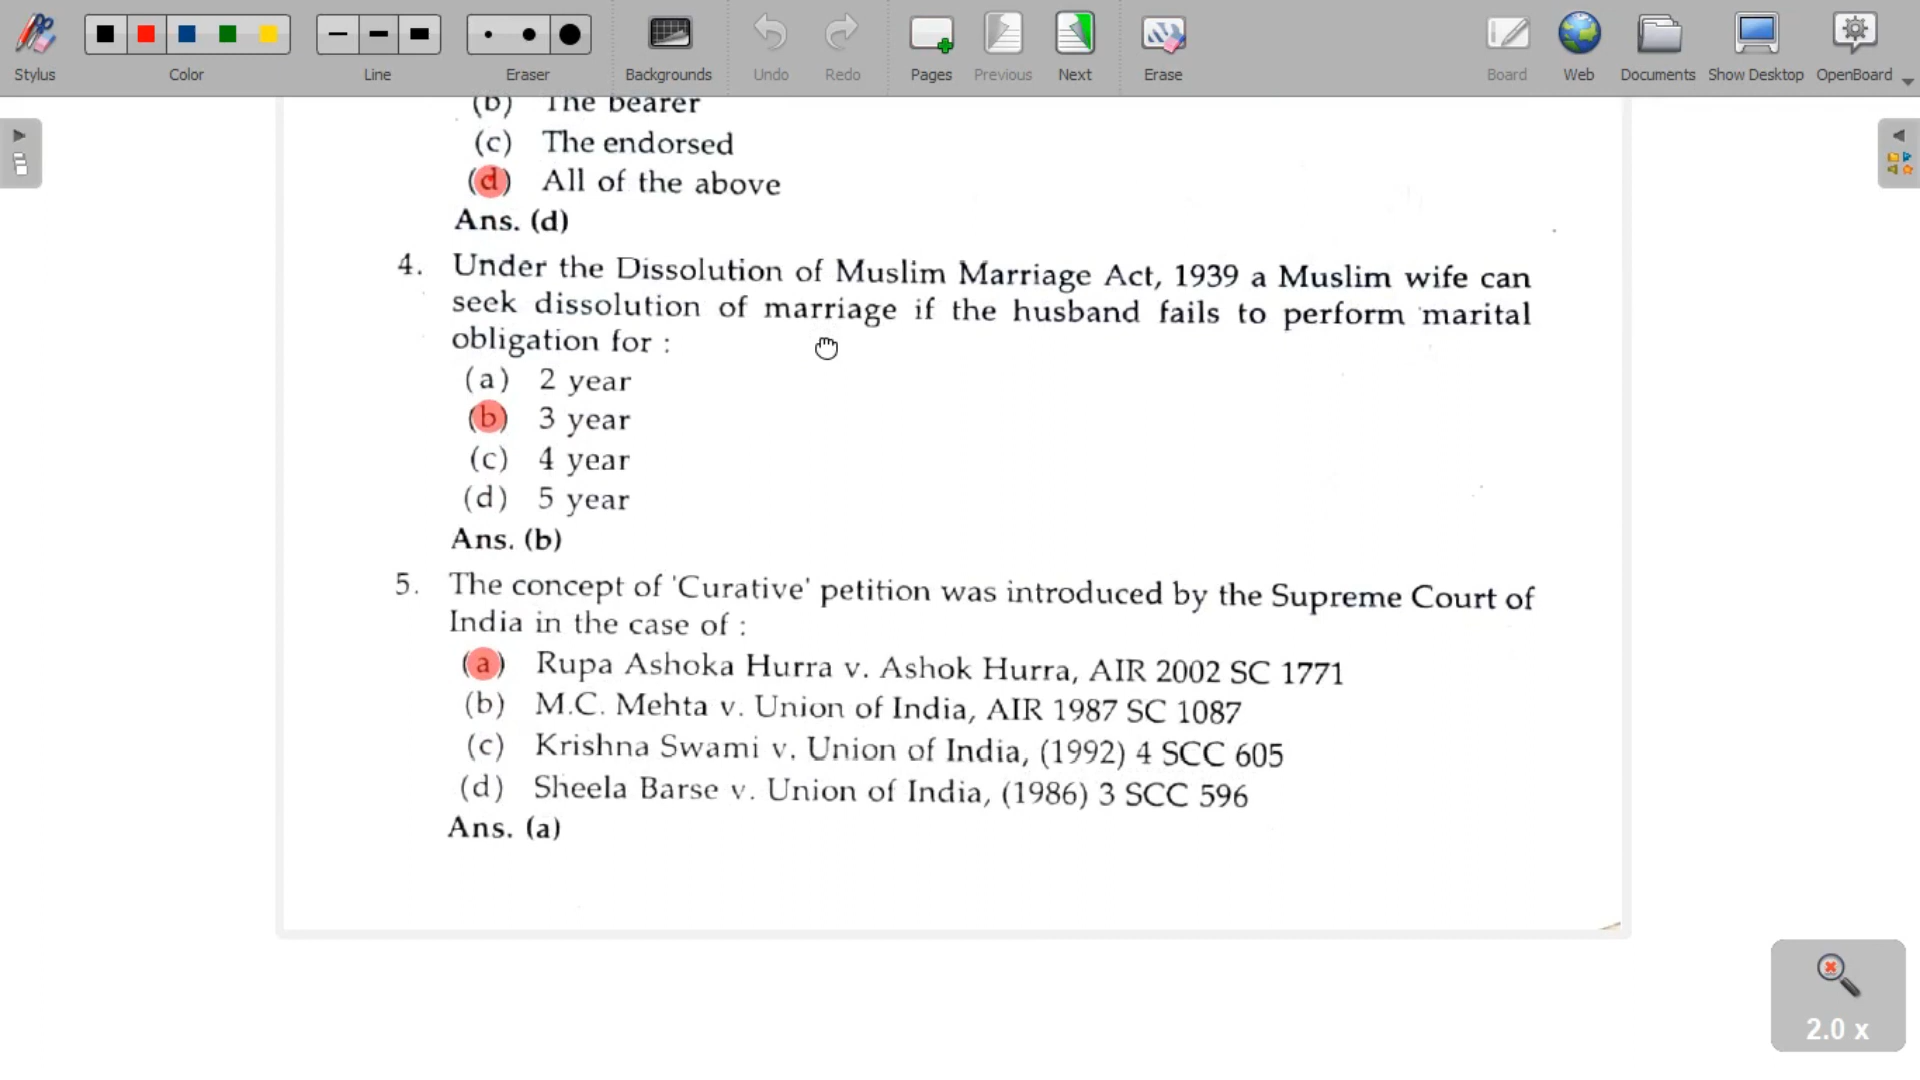 Stylus
Color
Line
Eraser
Backgrounds
Undo
Redo
Pages
Previous
Next
Erase
Board
Web
Documents
Show Desktop
OpenBoard
(b) The bearer
(c) The endorsed
(d) All of the above
Ans. (d)
4. Under the Dissolution of Muslim Marriage Act, 1939 a Muslim wife can
seek dissolution of marriage if the husband fails to perform marital
obligation for :
(a) 2 year
(b) 3 year
(c) 4 year
(d) 5 year
Ans. (b)
5. The concept of 'Curative' petition was introduced by the Supreme Court of
India in the case of :
(a) Rupa Ashoka Hurra v. Ashok Hurra, AIR 2002 SC 1771
(b) M.C. Mehta v. Union of India, AIR 1987 SC 1087
(c) Krishna Swami v. Union of India, (1992) 4 SCC 605
(d) Sheela Barse v. Union of India, (1986) 3 SCC 596
Ans. (a)
2.0 x